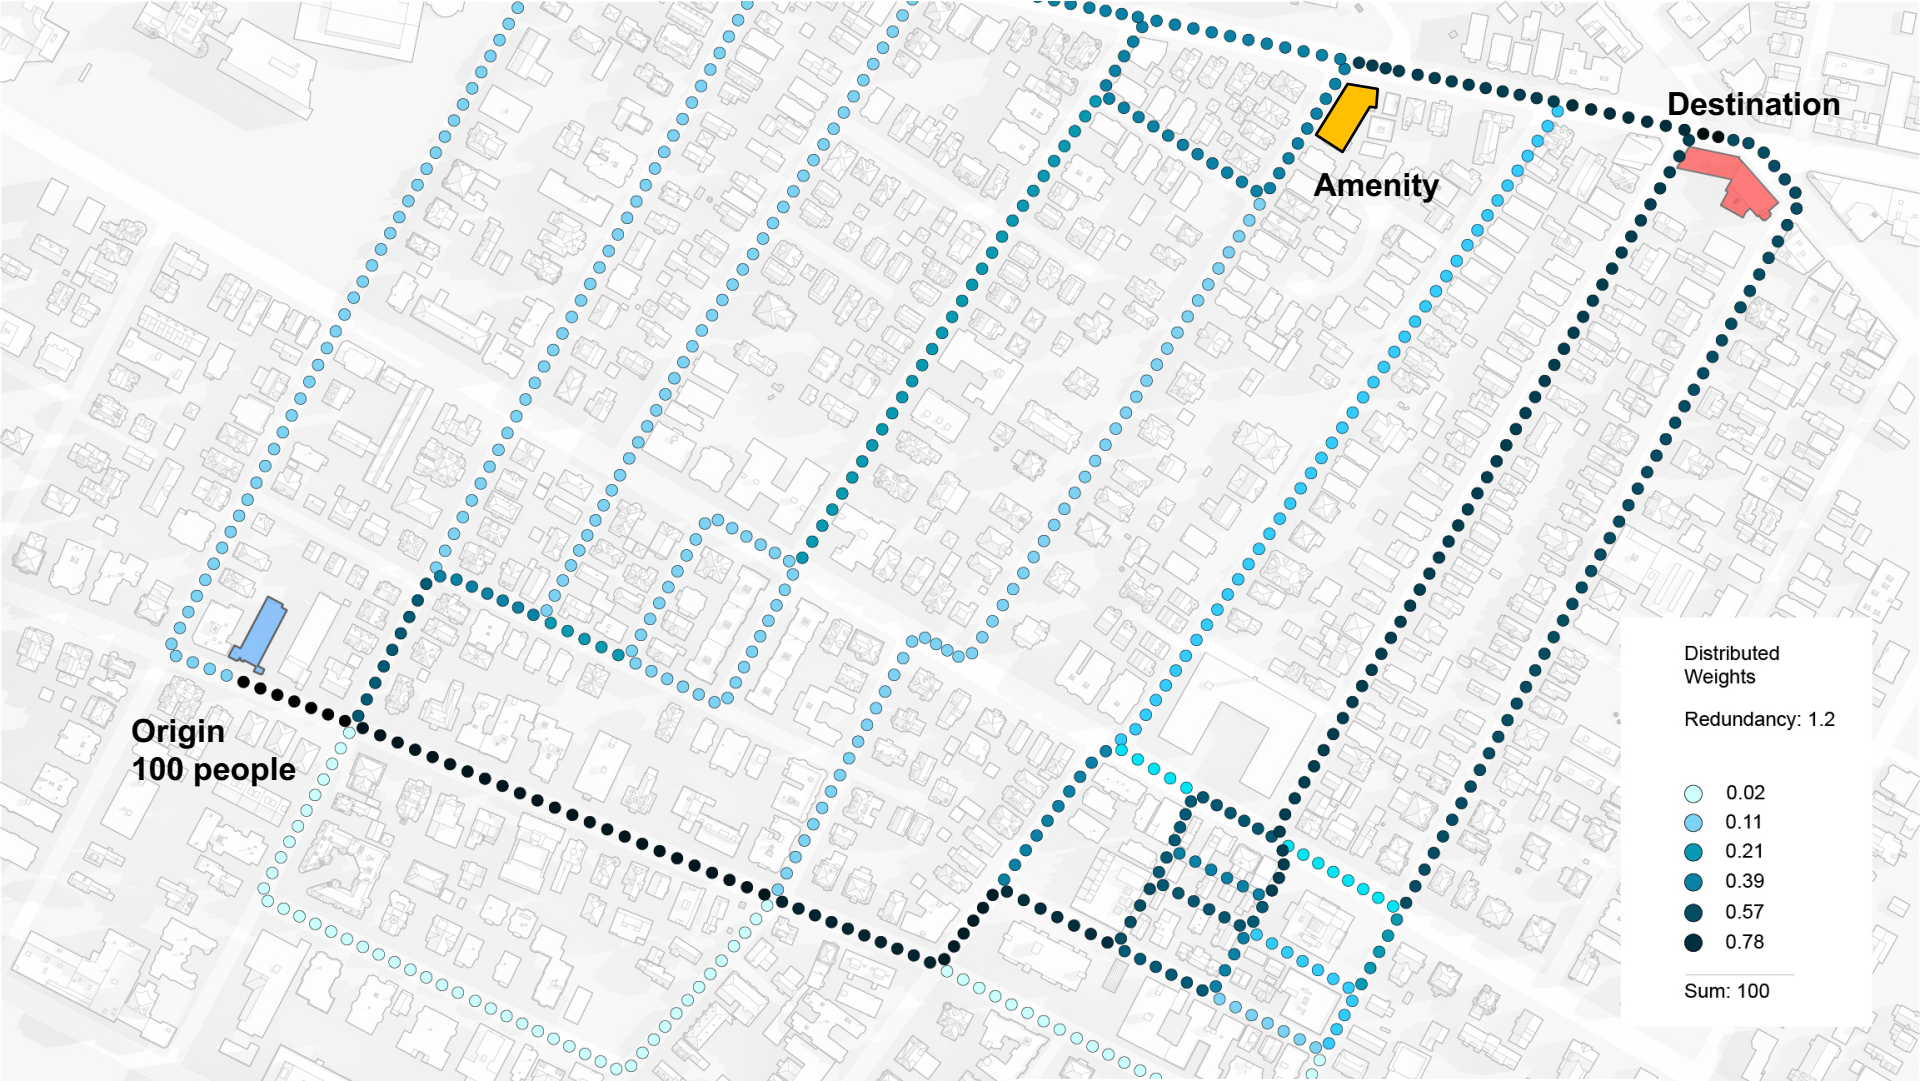 Destination
Amenity
Origin
100 people
Distributed
Weights
Redundancy: 1.2
0.02
0.11
0.21
0.39
0.57
0.78
Sum: 100